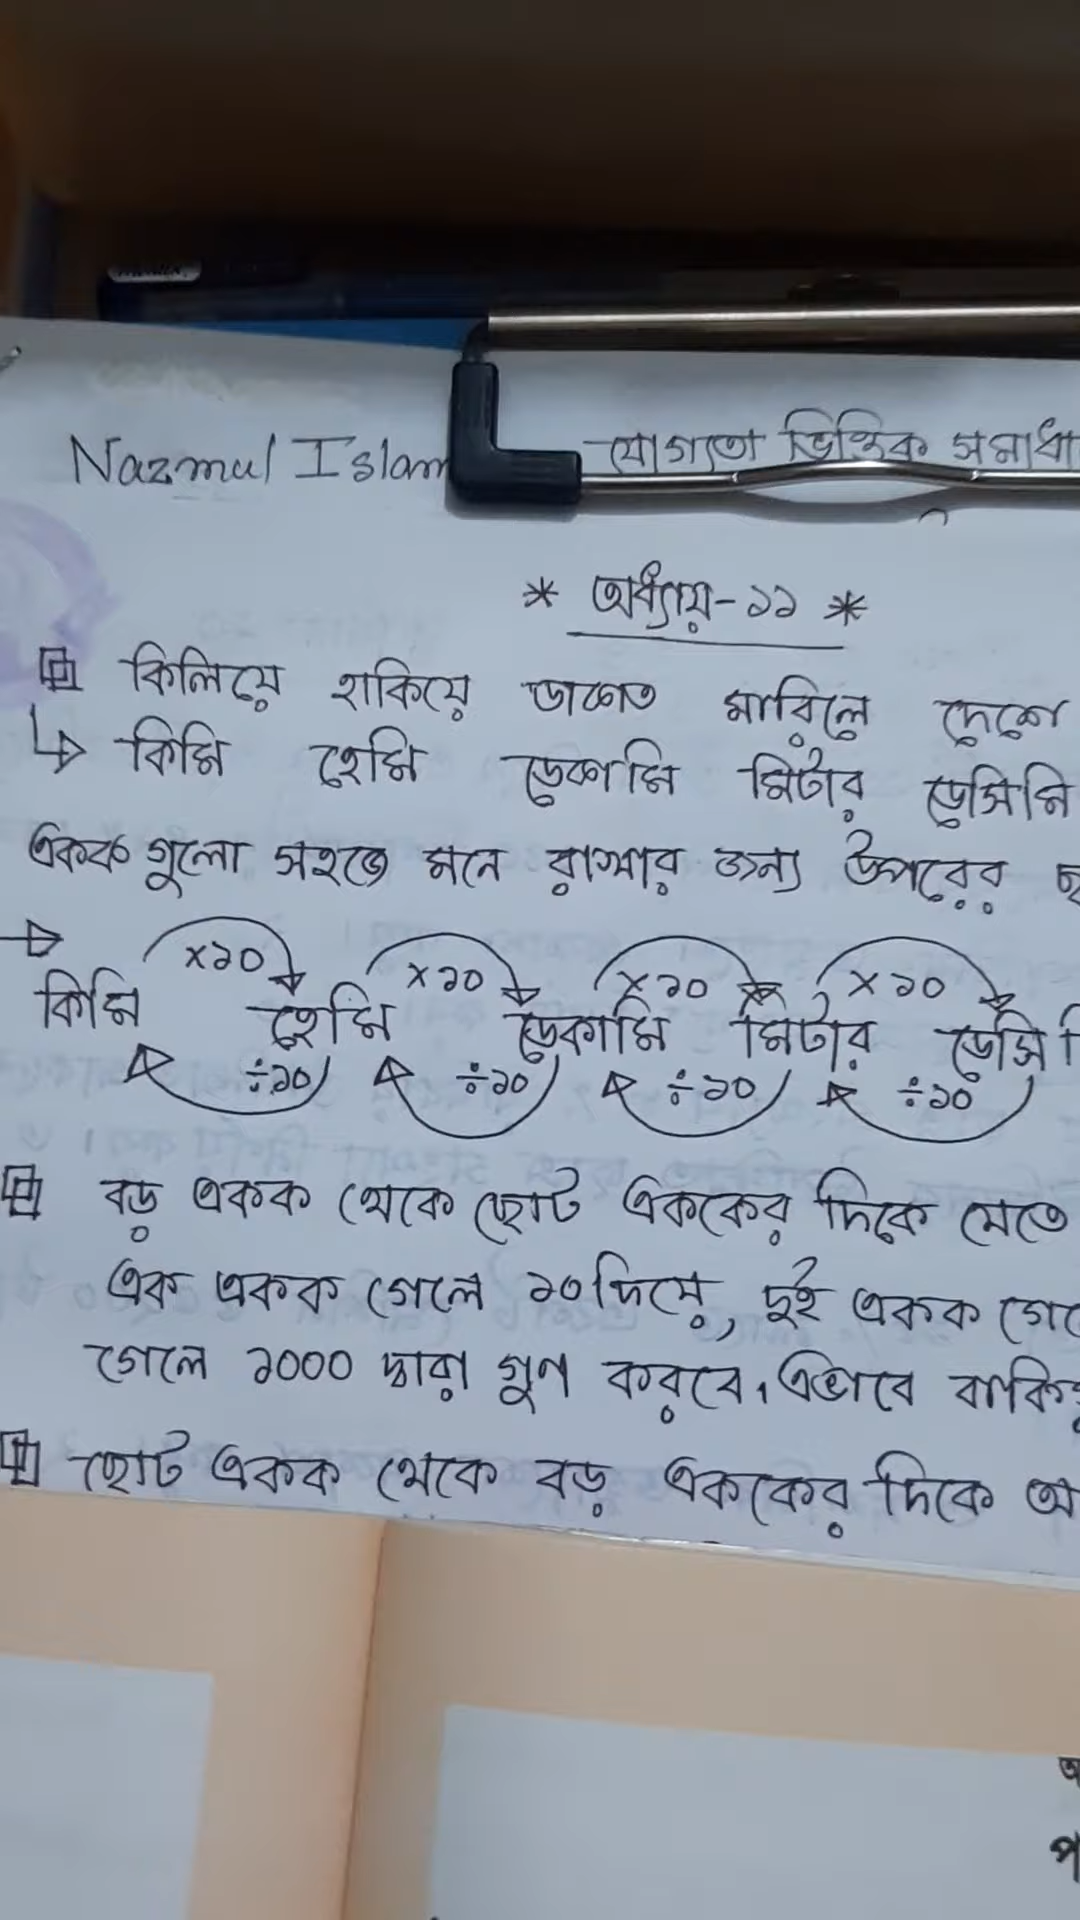 Nazmul Islam
যোগ্যতা ভিত্তিক সমাধা
* অধ্যায়-১১ *
কিলিয়ে হাকিয়ে ডাকাত মারিলে দেশে
কিমি হেমি ডেকামি মিটার ডেসিমি
একক গুলো সহজে মনে রাখার জন্য উপরের ছ
×১০ ×১০ ×১০ ×১০
কিমি হেমি ডেকামি মিটার ডেসি
÷১০ ÷১০ ÷১০ ÷১০
বড় একক থেকে ছোট এককের দিকে যেতে
এক একক গেলে ১০ দিয়ে, দুই একক গেলে
গেলে ১০০০ দ্বারা গুণ করবে। এভাবে বাকি
ছোট একক থেকে বড় এককের দিকে